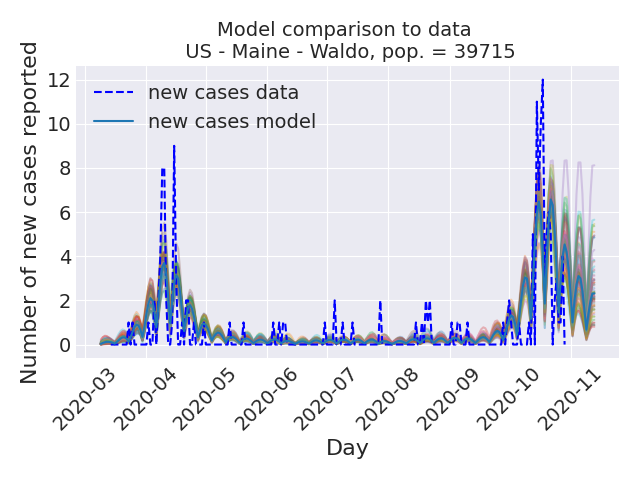 Model comparison to data
US - Maine - Waldo, pop. = 39715
Number of new cases reported
12
10
8
6
4
2
0
new cases data
new cases model
2020-03
2020-04
2020-05
2020-06
2020-07
2020-08
2020-09
2020-10
2020-11
Day